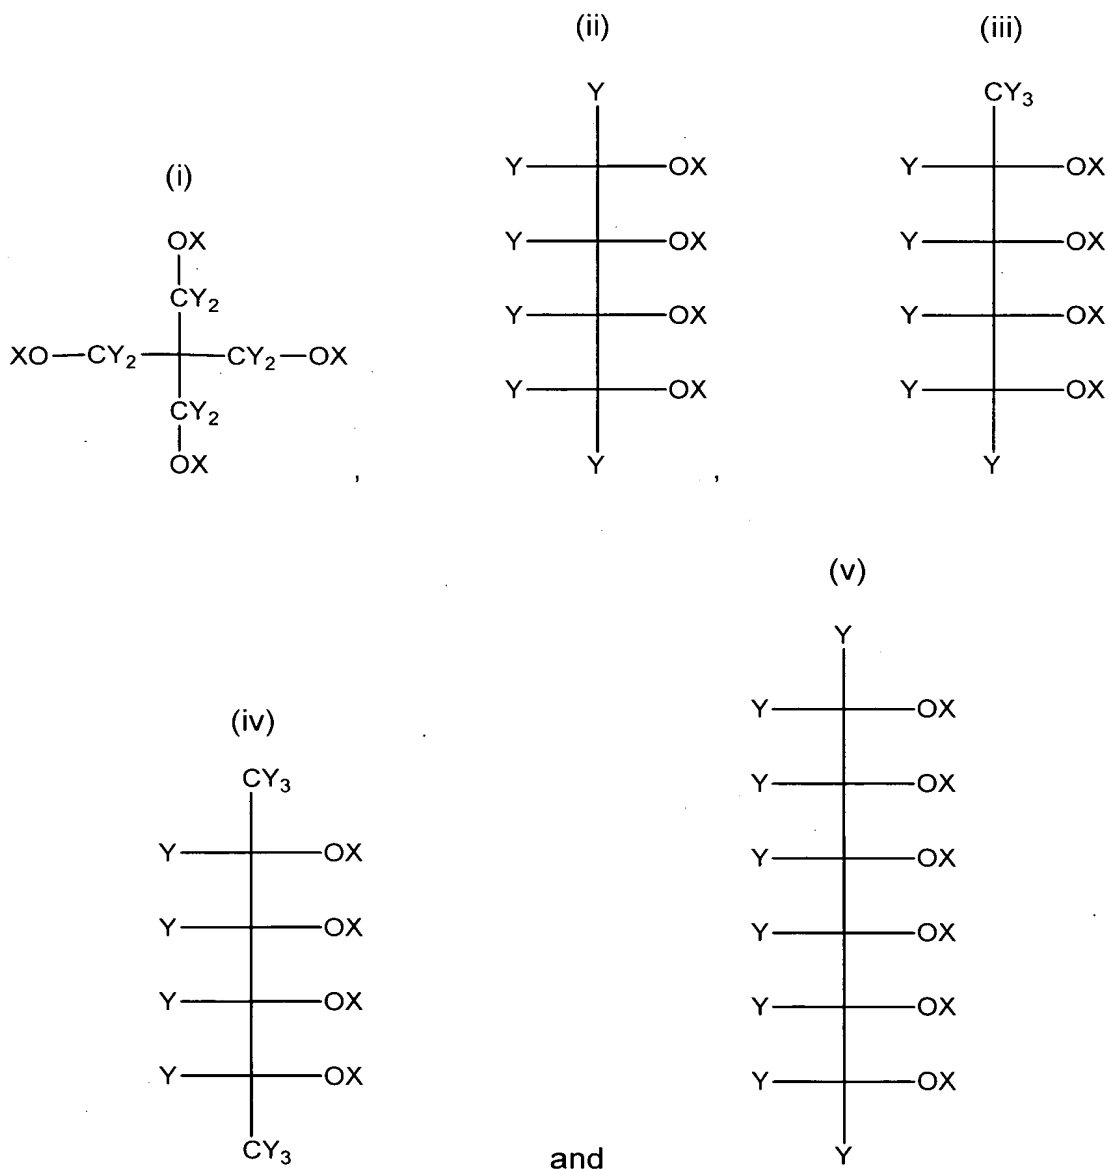 (i)
OX
CY₂
XO—CY₂ CY₂—OX
CY₂
OX
,
(ii)
Y
Y OX
Y OX
Y OX
Y OX
Y
,
(iii)
CY₃
Y OX
Y OX
Y OX
Y OX
Y
(iv)
CY₃
Y OX
Y OX
Y OX
Y OX
CY₃
and
(v)
Y
Y OX
Y OX
Y OX
Y OX
Y OX
Y OX
Y